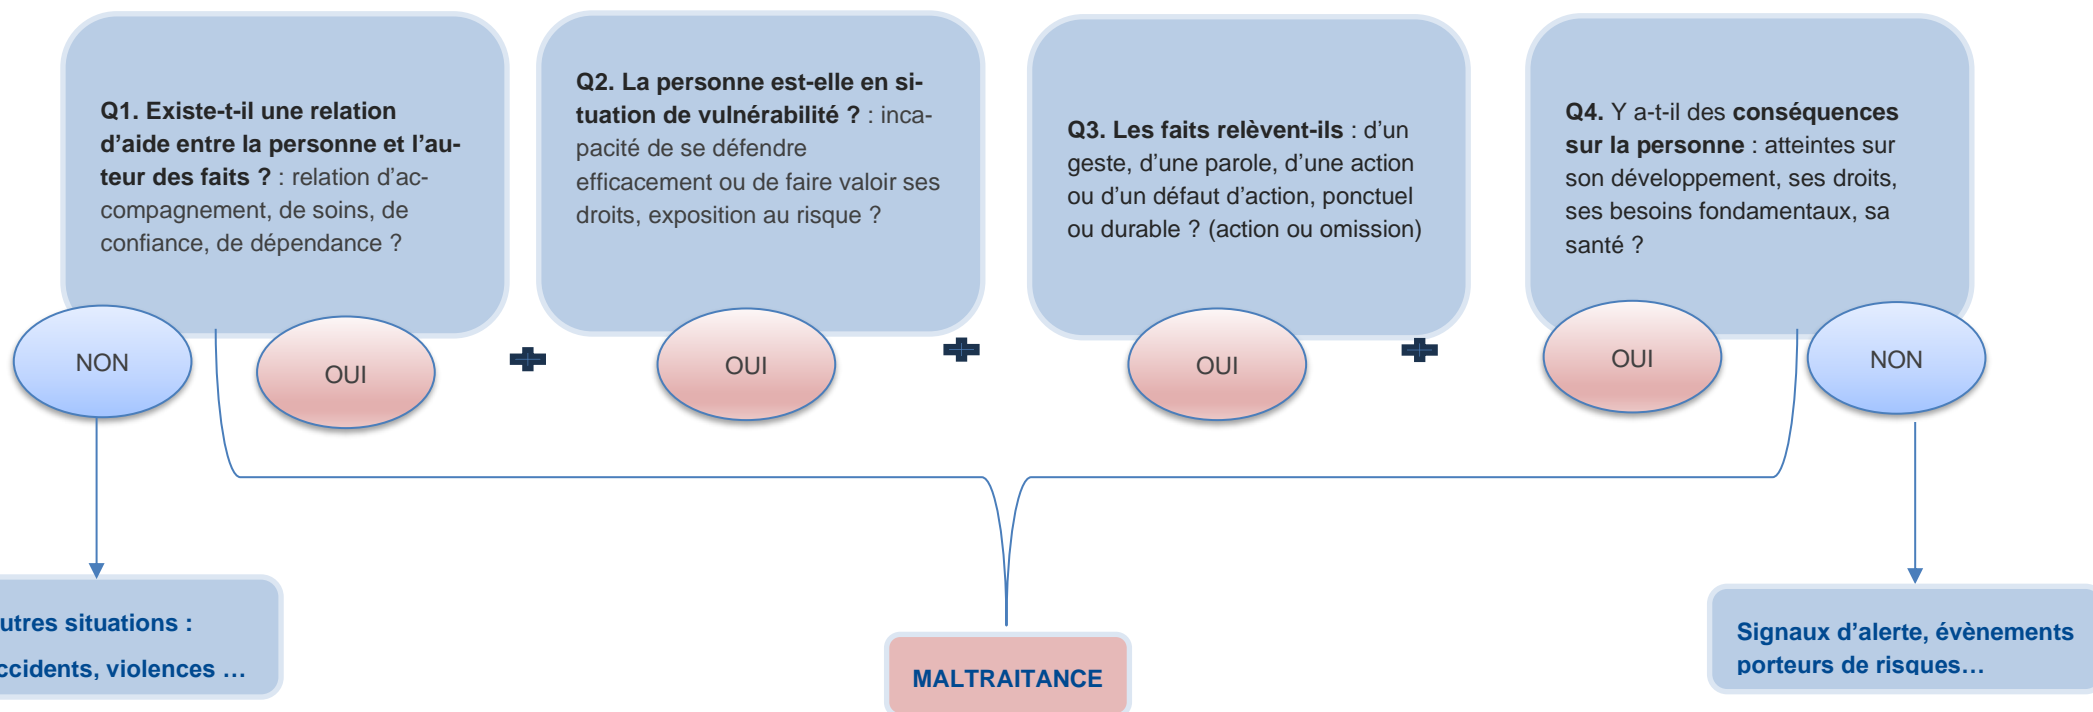 Q1. Existe-t-il une relation
d’aide entre la personne et l’au-
teur des faits ? : relation d’ac-
compagnement, de soins, de
confiance, de dépendance ?
Q2. La personne est-elle en si-
tuation de vulnérabilité ? : inca-
pacité de se défendre
efficacement ou de faire valoir ses
droits, exposition au risque ?
Q3. Les faits relèvent-ils : d’un
geste, d’une parole, d’une action
ou d’un défaut d’action, ponctuel
ou durable ? (action ou omission)
Q4. Y a-t-il des conséquences
sur la personne : atteintes sur
son développement, ses droits,
ses besoins fondamentaux, sa
santé ?
NON
OUI
OUI
OUI
OUI
NON
utres situations :
ccidents, violences …
MALTRAITANCE
Signaux d’alerte, évènements
porteurs de risques…